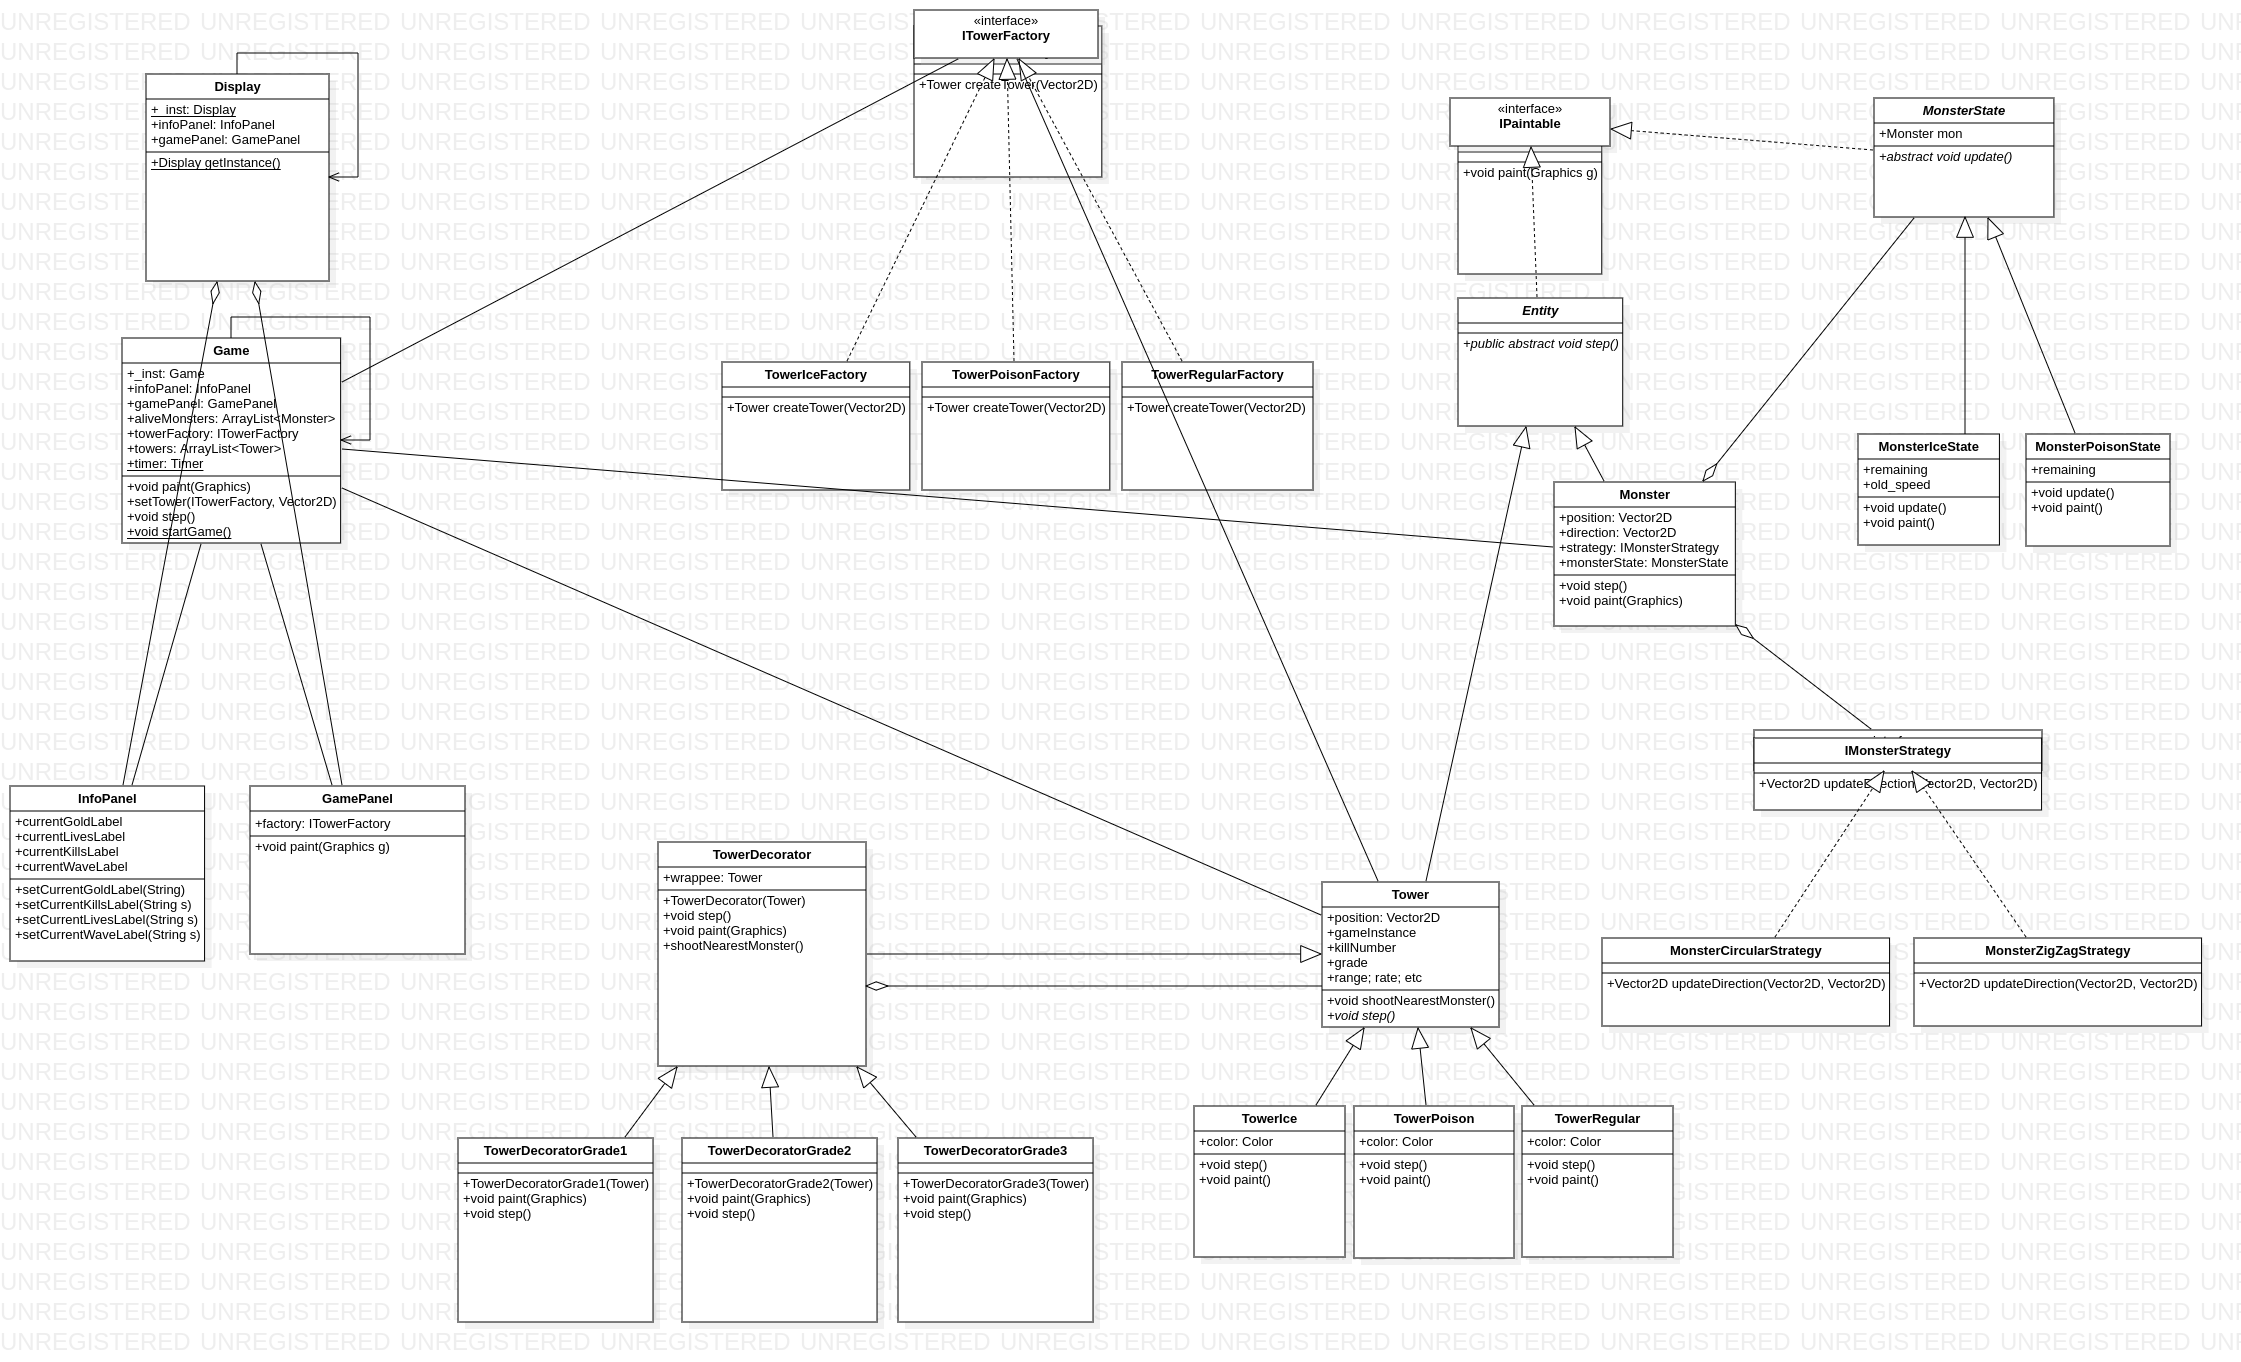 Display
+_inst: Display
+infoPanel: InfoPanel
+gamePanel: GamePanel
+Display getInstance()
«interface»
ITowerFactory
+Tower createTower(Vector2D)
«interface»
IPaintable
+void paint(Graphics g)
MonsterState
+Monster mon
+abstract void update()
Game
+_inst: Game
+infoPanel: InfoPanel
+gamePanel: GamePanel
+aliveMonsters: ArrayList<Monster>
+towerFactory: ITowerFactory
+towers: ArrayList<Tower>
+timer: Timer
+void paint(Graphics)
+setTower(ITowerFactory, Vector2D)
+void step()
+void startGame()
TowerIceFactory
+Tower createTower(Vector2D)
TowerPoisonFactory
+Tower createTower(Vector2D)
TowerRegularFactory
+Tower createTower(Vector2D)
Entity
+public abstract void step()
MonsterIceState
+remaining
+old_speed
+void update()
+void paint()
MonsterPoisonState
+remaining
+void update()
+void paint()
Monster
+position: Vector2D
+direction: Vector2D
+strategy: IMonsterStrategy
+monsterState: MonsterState
+void step()
+void paint(Graphics)
IMonsterStrategy
+Vector2D updateDirection(Vector2D, Vector2D)
InfoPanel
+currentGoldLabel
+currentLivesLabel
+currentKillsLabel
+currentWaveLabel
+setCurrentGoldLabel(String)
+setCurrentKillsLabel(String s)
+setCurrentLivesLabel(String s)
+setCurrentWaveLabel(String s)
GamePanel
+factory: ITowerFactory
+void paint(Graphics g)
TowerDecorator
+wrappee: Tower
+TowerDecorator(Tower)
+void step()
+void paint(Graphics)
+shootNearestMonster()
Tower
+position: Vector2D
+gameInstance
+killNumber
+grade
+range; rate; etc
+void shootNearestMonster()
+void step()
MonsterCircularStrategy
+Vector2D updateDirection(Vector2D, Vector2D)
MonsterZigZagStrategy
+Vector2D updateDirection(Vector2D, Vector2D)
TowerDecoratorGrade1
+TowerDecoratorGrade1(Tower)
+void paint(Graphics)
+void step()
TowerDecoratorGrade2
+TowerDecoratorGrade2(Tower)
+void paint(Graphics)
+void step()
TowerDecoratorGrade3
+TowerDecoratorGrade3(Tower)
+void paint(Graphics)
+void step()
TowerIce
+color: Color
+void step()
+void paint()
TowerPoison
+color: Color
+void step()
+void paint()
TowerRegular
+color: Color
+void step()
+void paint()
UNREGISTERED